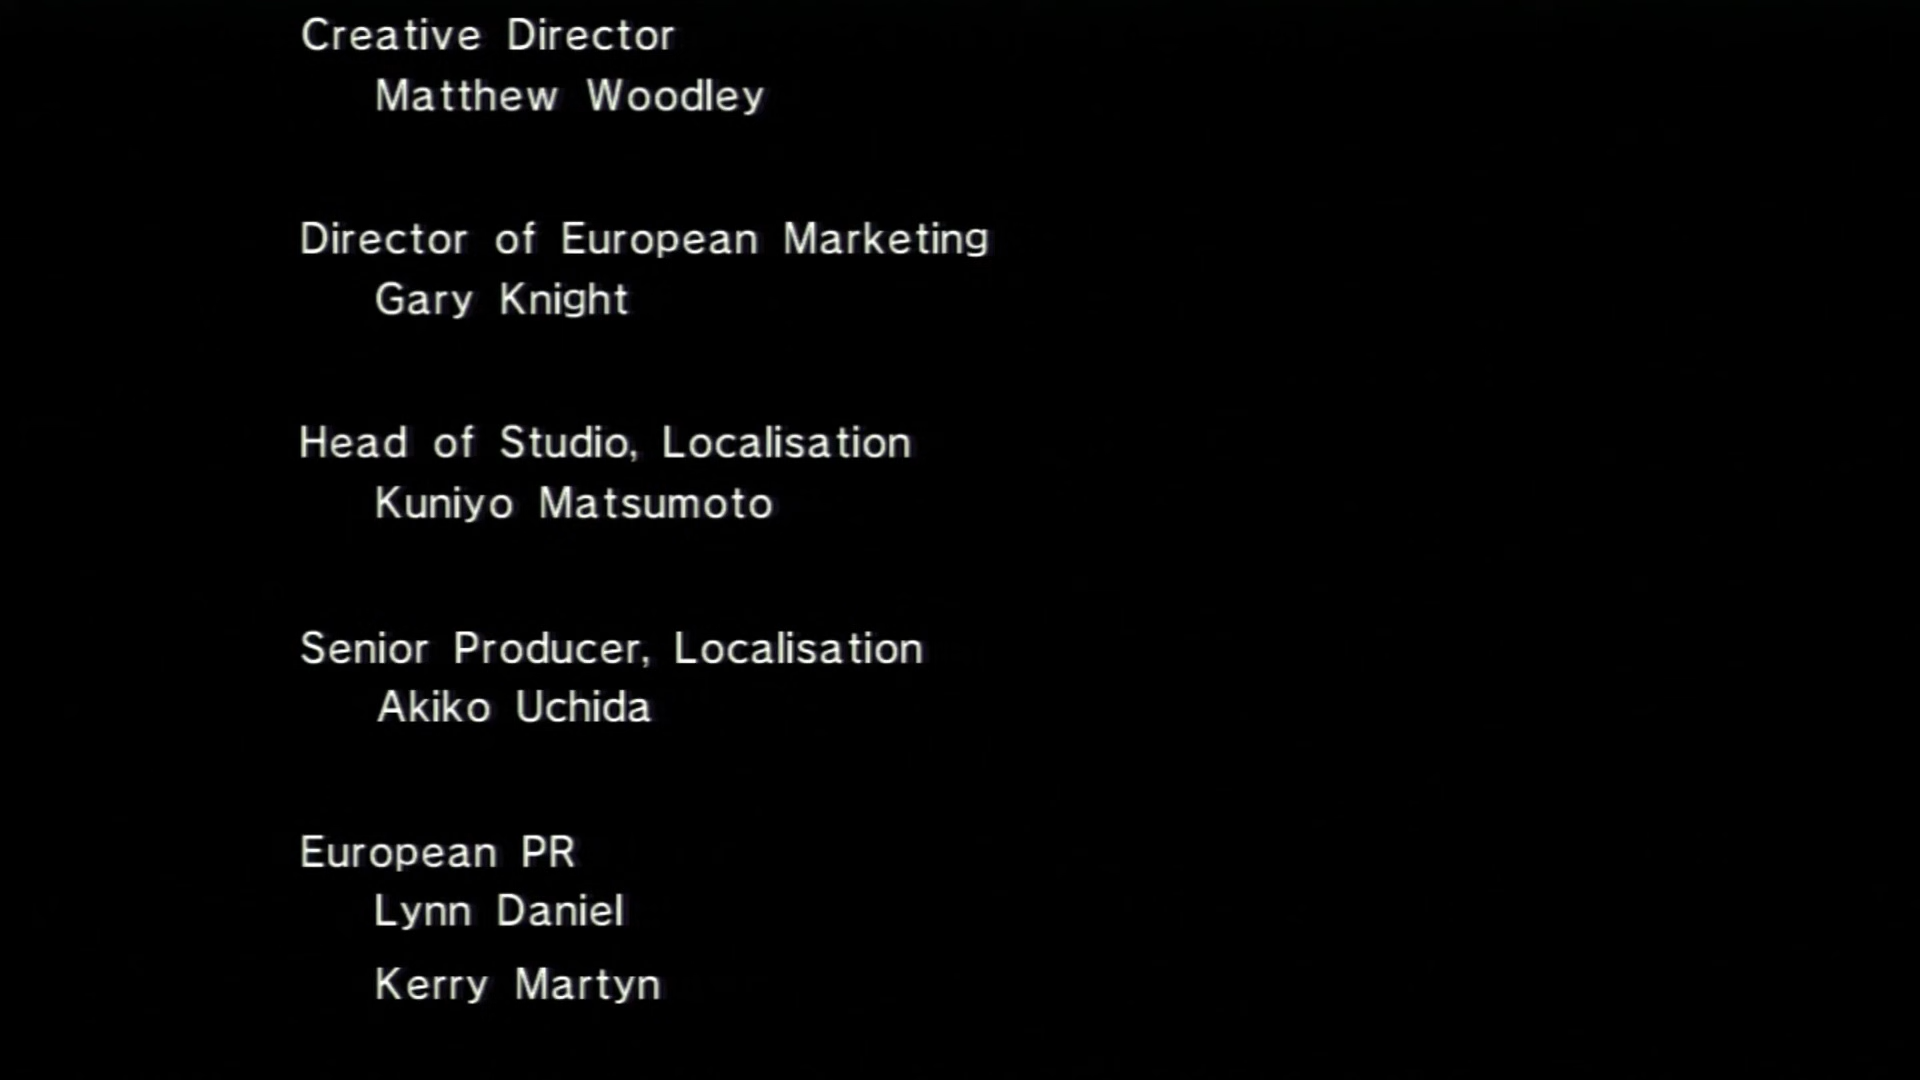 Creative Director
Matthew Woodley
Director of European Marketing
Gary Knight
Head of Studio, Localisation
Kuniyo Matsumoto
Senior Producer, Localisation
Akiko Uchida
European PR
Lynn Daniel
Kerry Martyn